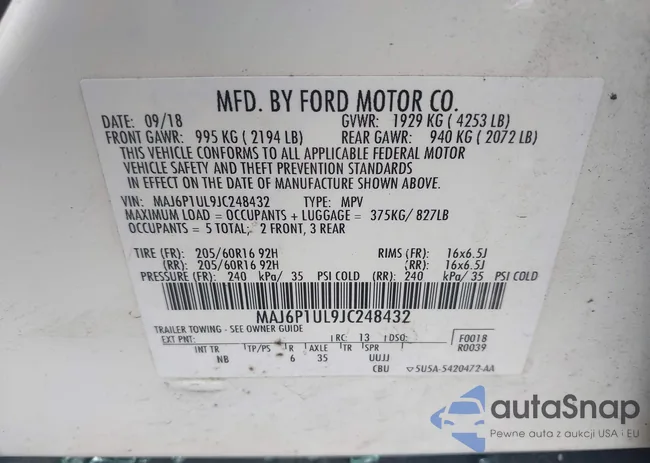 MFD. BY FORD MOTOR CO.
DATE: 09/18 GVWR: 1929 KG ( 4253 LB)
FRONT GAWR: 995 KG ( 2194 LB) REAR GAWR: 940 KG ( 2072 LB)
THIS VEHICLE CONFORMS TO ALL APPLICABLE FEDERAL MOTOR
VEHICLE SAFETY AND THEFT PREVENTION STANDARDS
IN EFFECT ON THE DATE OF MANUFACTURE SHOWN ABOVE.
VIN: MAJ6P1UL9JC248432 TYPE: MPV
MAXIMUM LOAD = OCCUPANTS + LUGGAGE = 375KG/ 827LB
OCCUPANTS = 5 TOTAL; 2 FRONT, 3 REAR
TIRE (FR): 205/60R16 92H RIMS (FR): 16x6.5J
(RR): 205/60R16 92H (RR): 16x6.5J
PRESSURE (FR): 240 kPa/ 35 PSI COLD (RR): 240 kPa/ 35 PSI COLD
MAJ6P1UL9JC248432
TRAILER TOWING - SEE OWNER GUIDE
EXT PNT: RC: 13 DSO: F0018
R0039
INT TR TP/PS R AXLE TR SPR
NB 6 35 UUJJ
CBU 5U5A-5420472-AA
autaSnap
Pewne auta z aukcji USA i EU